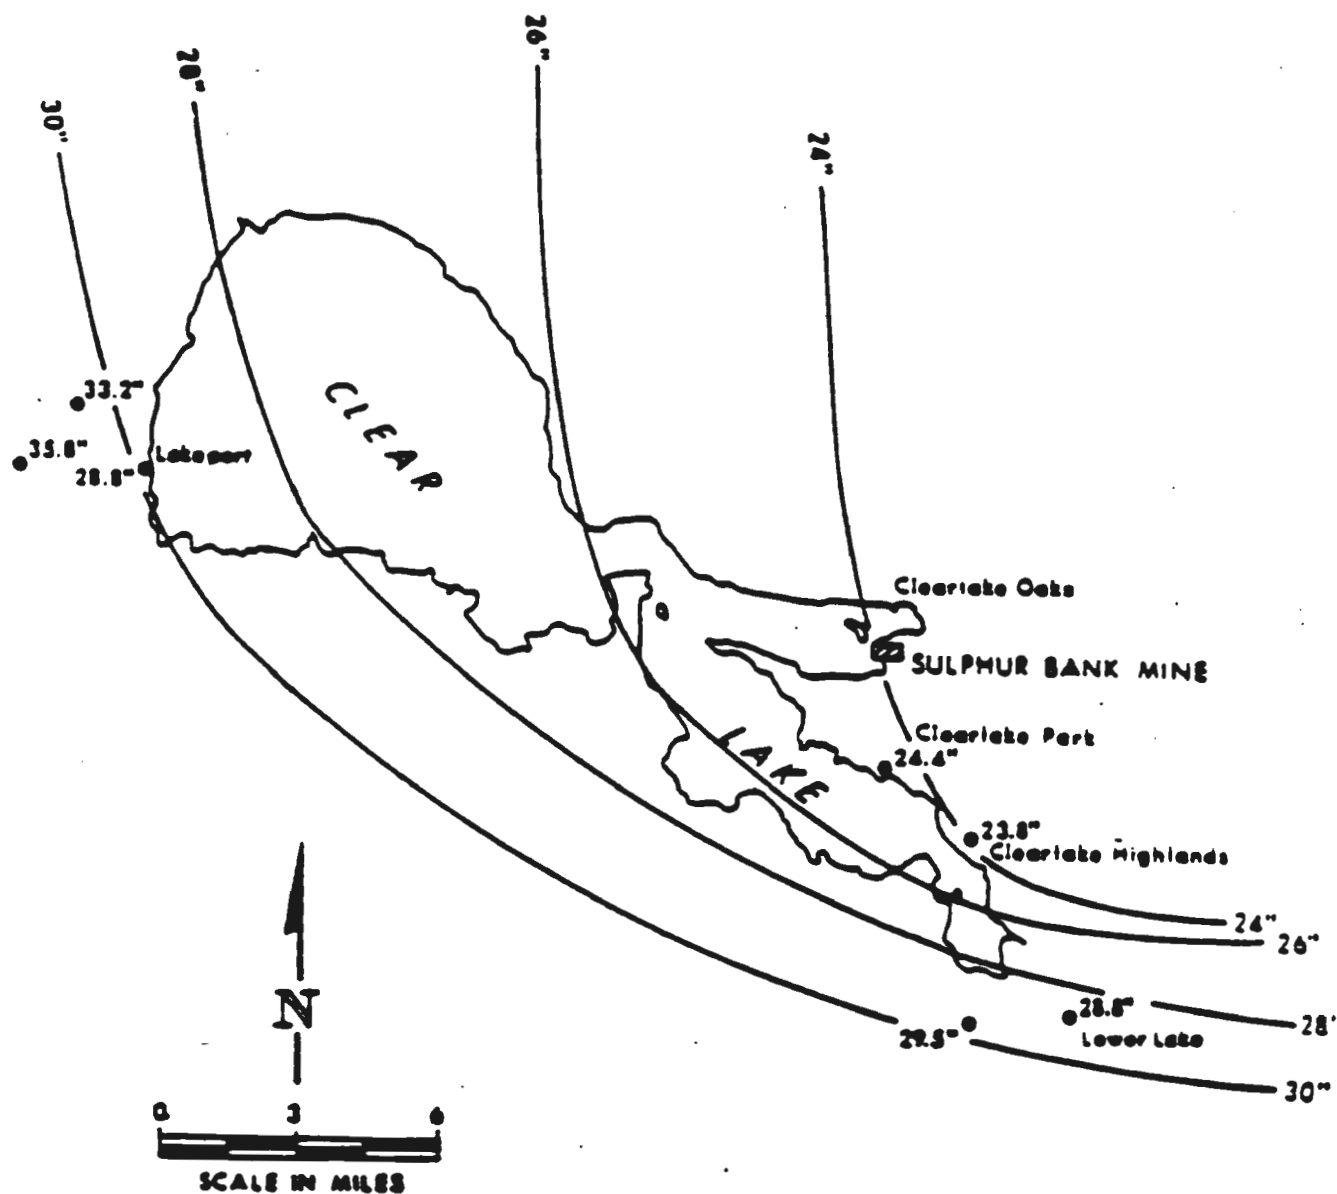 26"
28"
30"
24"
CLEAR
33.2"
35.8"
28.8"
Lakeport
Clearlake Oaks
SULPHUR BANK MINE
Clearlake Park
24.4"
LAKE
23.8"
Clearlake Highlands
24"
26"
28'
28.8"
Lower Lake
29.5"
30"
N
0 3 6
SCALE IN MILES